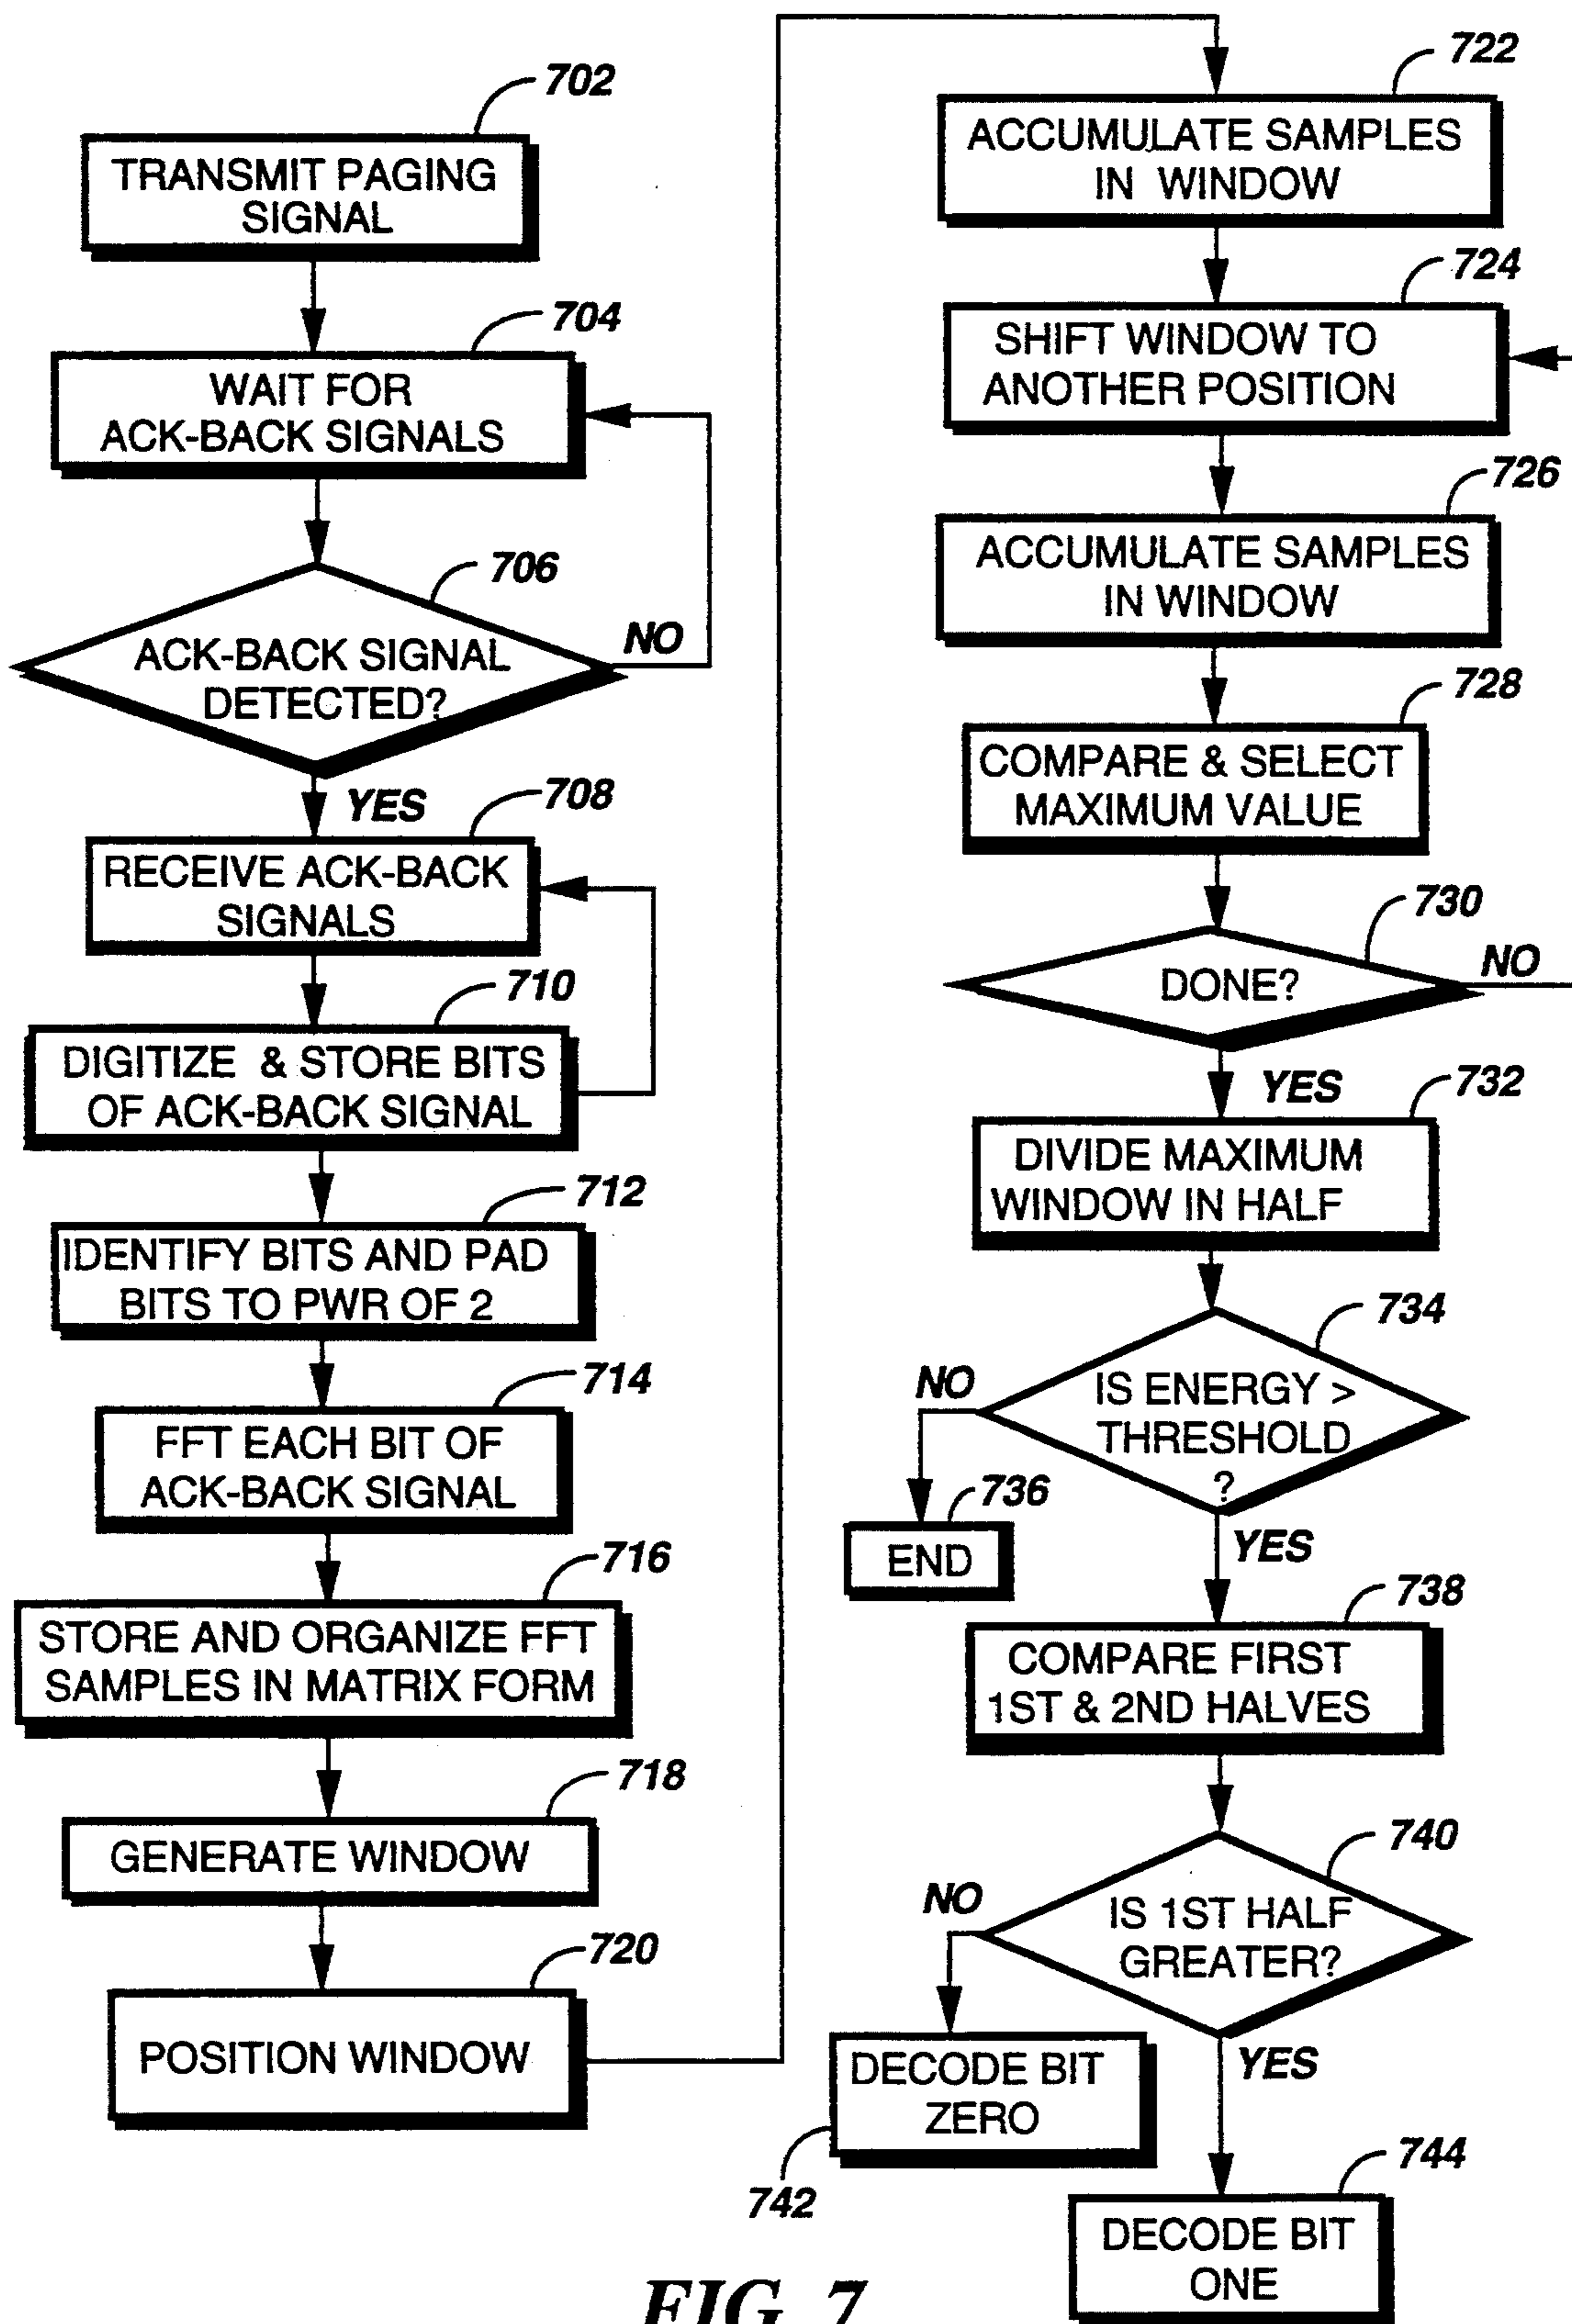 702
TRANSMIT PAGING
SIGNAL
704
WAIT FOR
ACK-BACK SIGNALS
706
ACK-BACK SIGNAL
DETECTED?
NO
YES
708
RECEIVE ACK-BACK
SIGNALS
710
DIGITIZE & STORE BITS
OF ACK-BACK SIGNAL
712
IDENTIFY BITS AND PAD
BITS TO PWR OF 2
714
FFT EACH BIT OF
ACK-BACK SIGNAL
716
STORE AND ORGANIZE FFT
SAMPLES IN MATRIX FORM
718
GENERATE WINDOW
720
POSITION WINDOW
722
ACCUMULATE SAMPLES
IN WINDOW
724
SHIFT WINDOW TO
ANOTHER POSITION
726
ACCUMULATE SAMPLES
IN WINDOW
728
COMPARE & SELECT
MAXIMUM VALUE
730
DONE?
NO
YES
732
DIVIDE MAXIMUM
WINDOW IN HALF
734
IS ENERGY >
THRESHOLD
?
NO
736
END
YES
738
COMPARE FIRST
1ST & 2ND HALVES
740
IS 1ST HALF
GREATER?
NO
DECODE BIT
ZERO
742
YES
744
DECODE BIT
ONE
FIG. 7